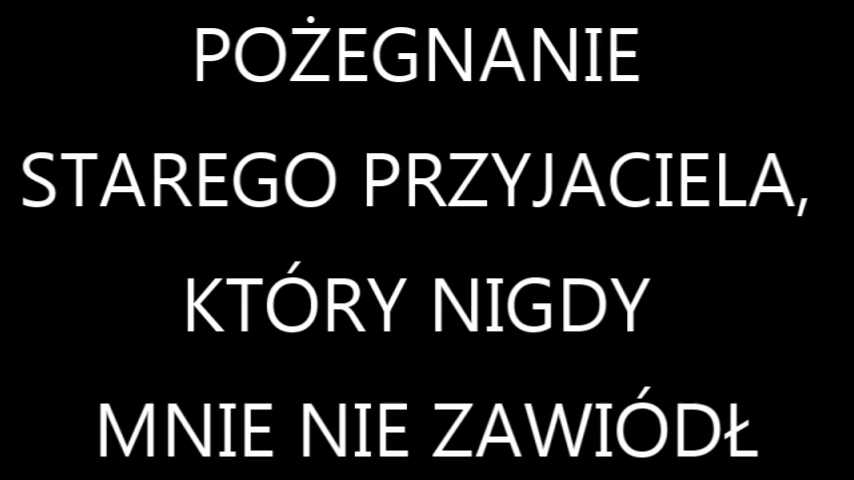 POŻEGNANIE
STAREGO PRZYJACIELA,
KTÓRY NIGDY
MNIE NIE ZAWIÓDŁ